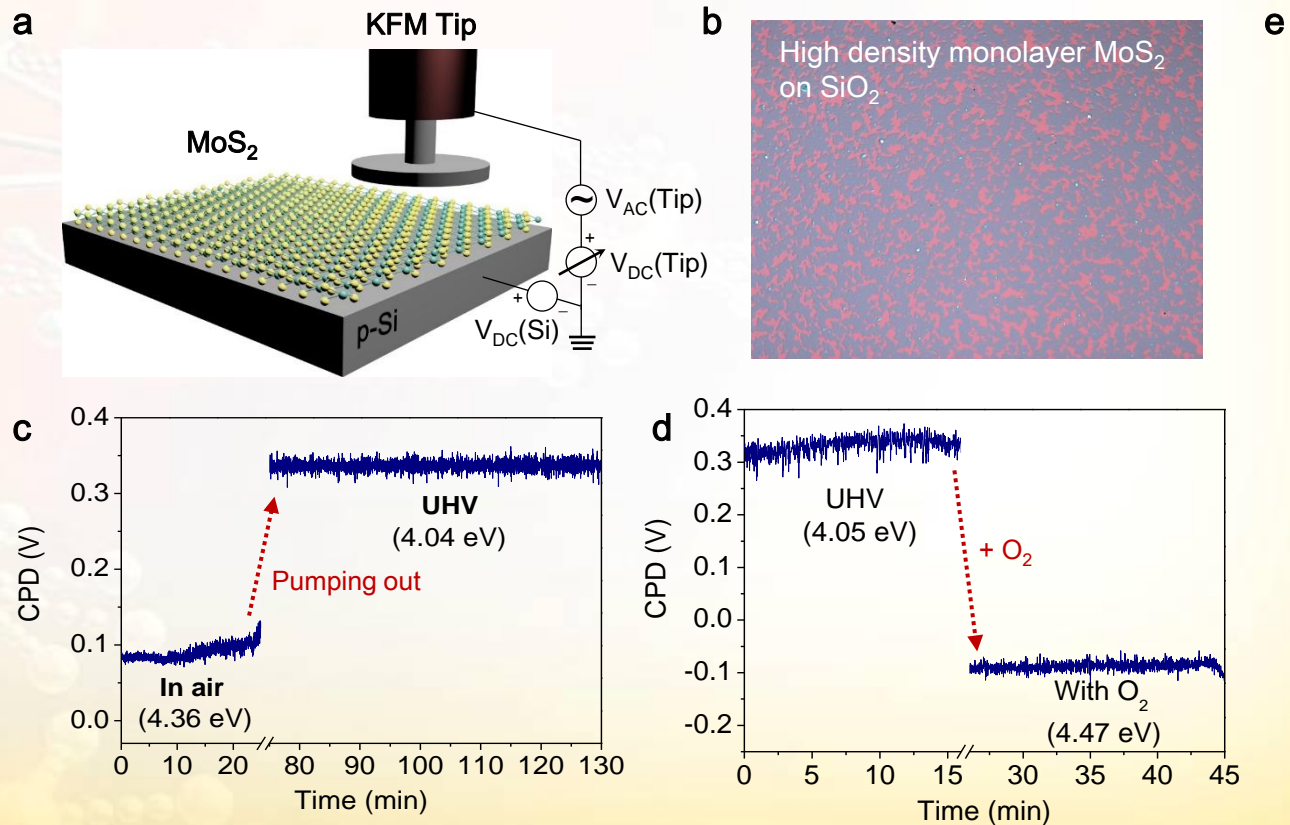 a
KFM Tip
MoS₂
V_AC(Tip)
+
V_DC(Tip)
–
+
–
V_DC(Si)
p-Si
b
High density monolayer MoS₂
on SiO₂
e
c
0.4
0.3
0.2
0.1
0.0
CPD (V)
UHV
(4.04 eV)
Pumping out
In air
(4.36 eV)
0 10 20 80 90 100 110 120 130
Time (min)
d
0.4
0.3
0.2
0.1
0.0
-0.1
-0.2
CPD (V)
UHV
(4.05 eV)
+ O₂
With O₂
(4.47 eV)
0 5 10 15 30 35 40 45
Time (min)